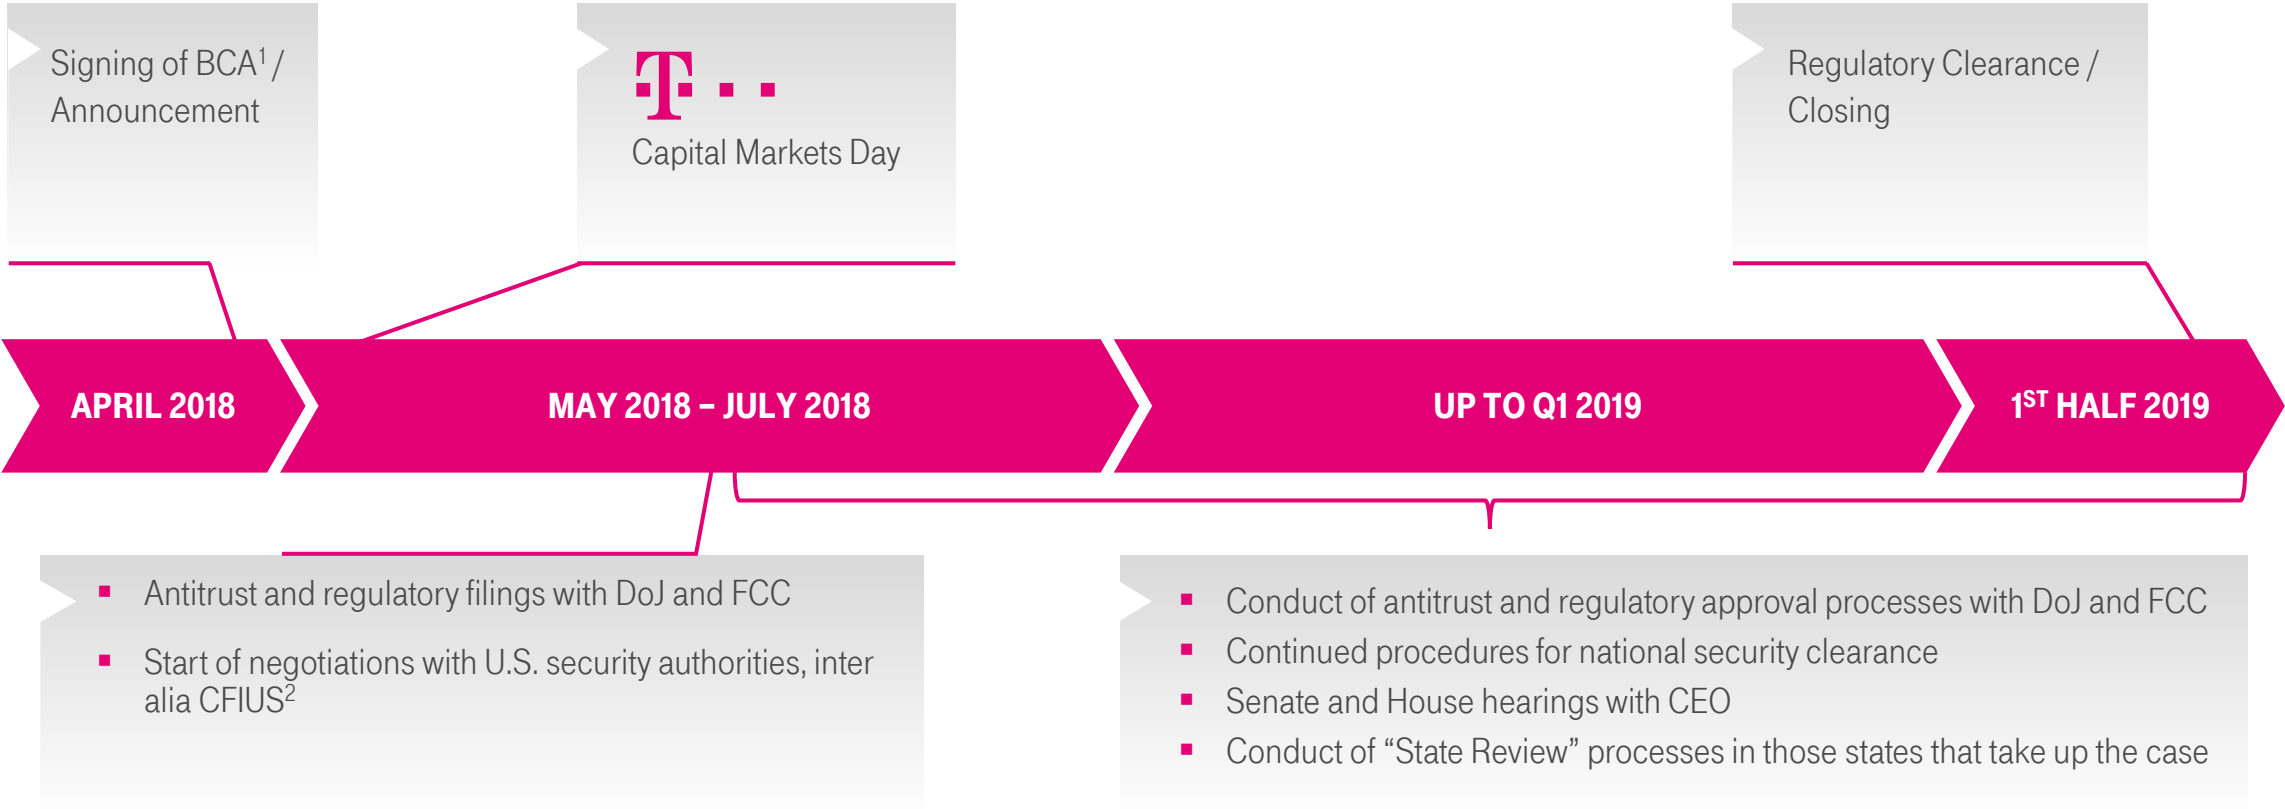 Signing of BCA¹ /
Announcement
T
Capital Markets Day
Regulatory Clearance /
Closing
APRIL 2018
MAY 2018 – JULY 2018
UP TO Q1 2019
1ST HALF 2019
▪ Antitrust and regulatory filings with DoJ and FCC
▪ Start of negotiations with U.S. security authorities, inter
alia CFIUS²
▪ Conduct of antitrust and regulatory approval processes with DoJ and FCC
▪ Continued procedures for national security clearance
▪ Senate and House hearings with CEO
▪ Conduct of “State Review” processes in those states that take up the case